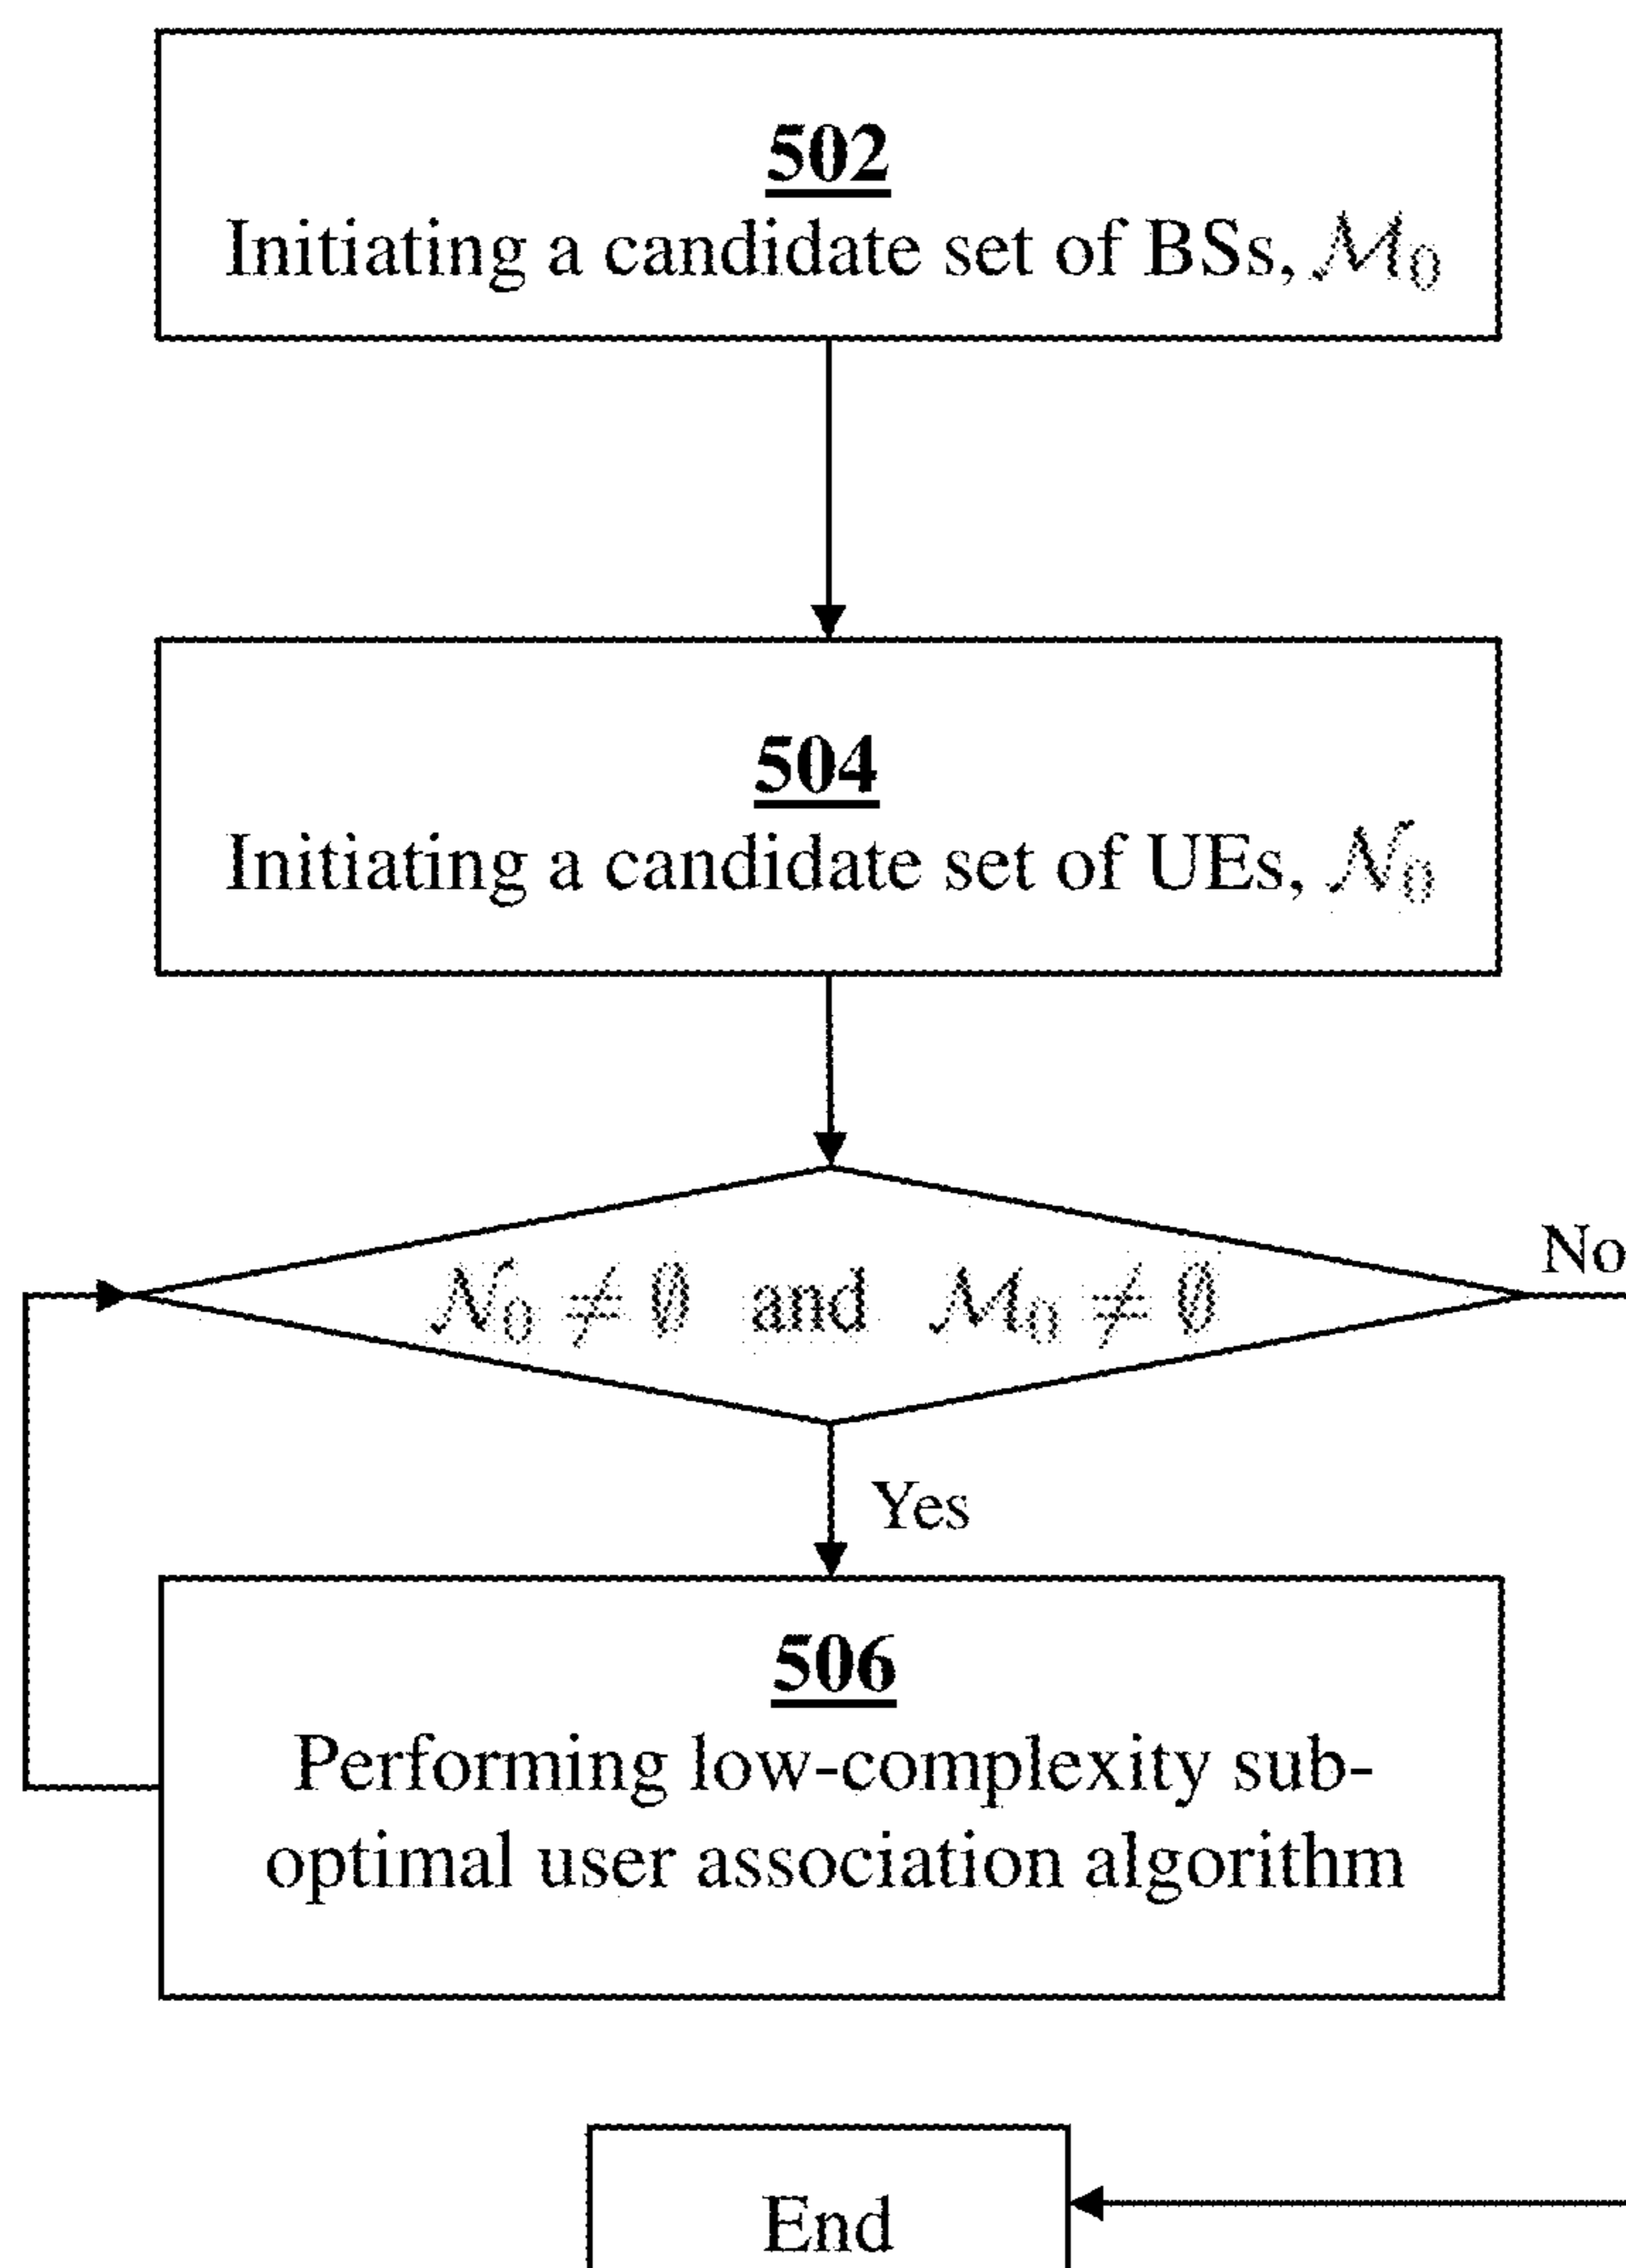 502
Initiating a candidate set of BSs, ℳ₀
504
Initiating a candidate set of UEs, 𝒩₀
No
𝒩₀ ≠ ∅ and ℳ₀ ≠ ∅
Yes
506
Performing low-complexity sub-
optimal user association algorithm
End